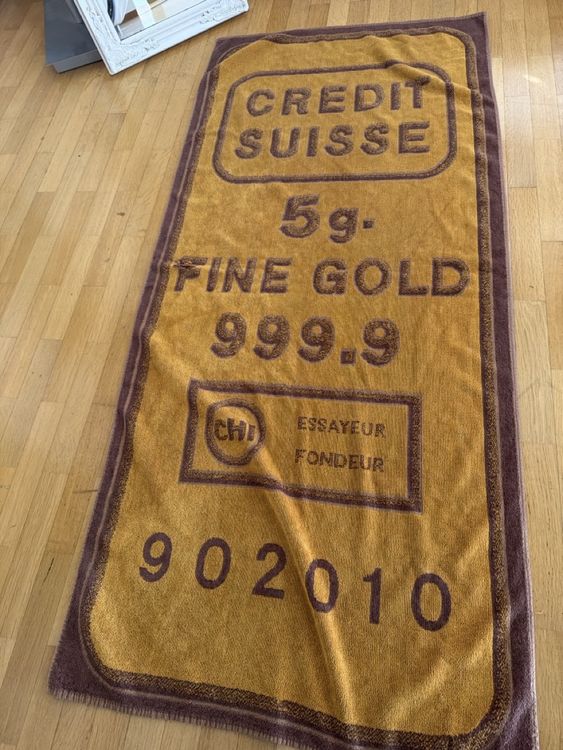 CREDIT
SUISSE
5g.
FINE GOLD
999.9
CHI ESSAYEUR
FONDEUR
902010